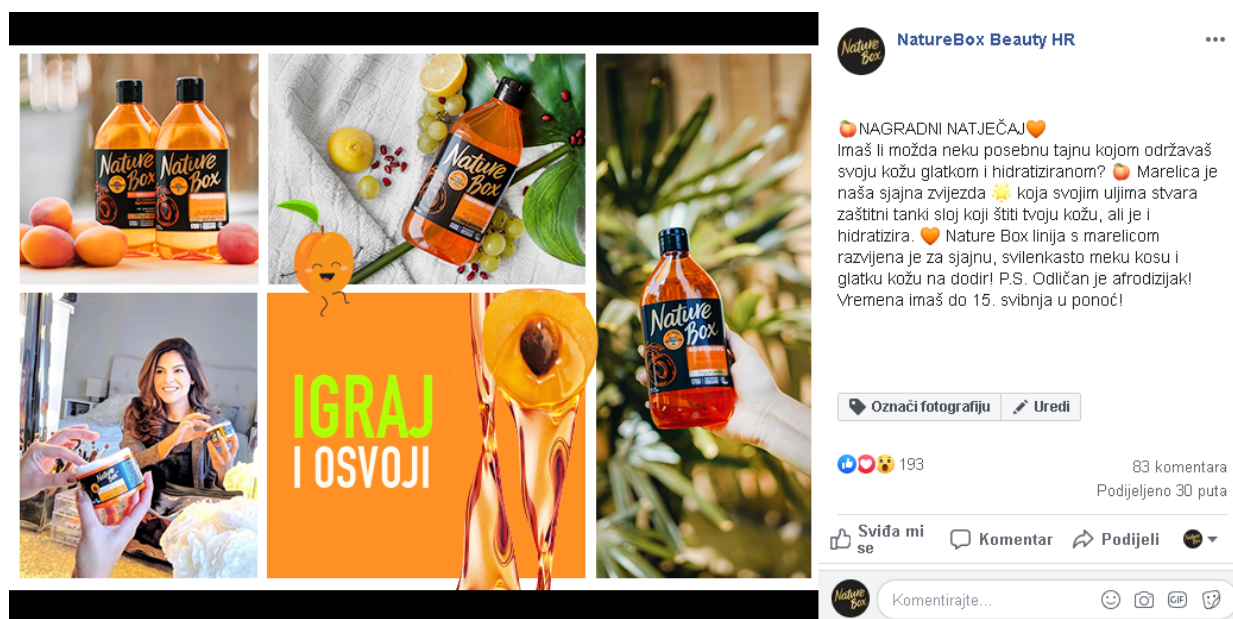 Nature
Box
Nature
Box
Nature
Box
Nature
Box
Nature
Box
IGRAJ
I OSVOJI
Nature
Box
NatureBox Beauty HR
🍑NAGRADNI NATJEČAJ🧡
Imaš li možda neku posebnu tajnu kojom održavaš
svoju kožu glatkom i hidratiziranom? 🍑 Marelica je
naša sjajna zvijezda 🌟 koja svojim uljima stvara
zaštitni tanki sloj koji štiti tvoju kožu, ali je i
hidratizira. 🧡 Nature Box linija s marelicom
razvijena je za sjajnu, svilenkasto meku kosu i
glatku kožu na dodir! P.S. Odličan je afrodizijak!
Vremena imaš do 15. svibnja u ponoć!
Označi fotografiju
Uredi
193
83 komentara
Podijeljeno 30 puta
Sviđa mi
se
Komentar
Podijeli
Nature
Box
Komentirajte...
GIF